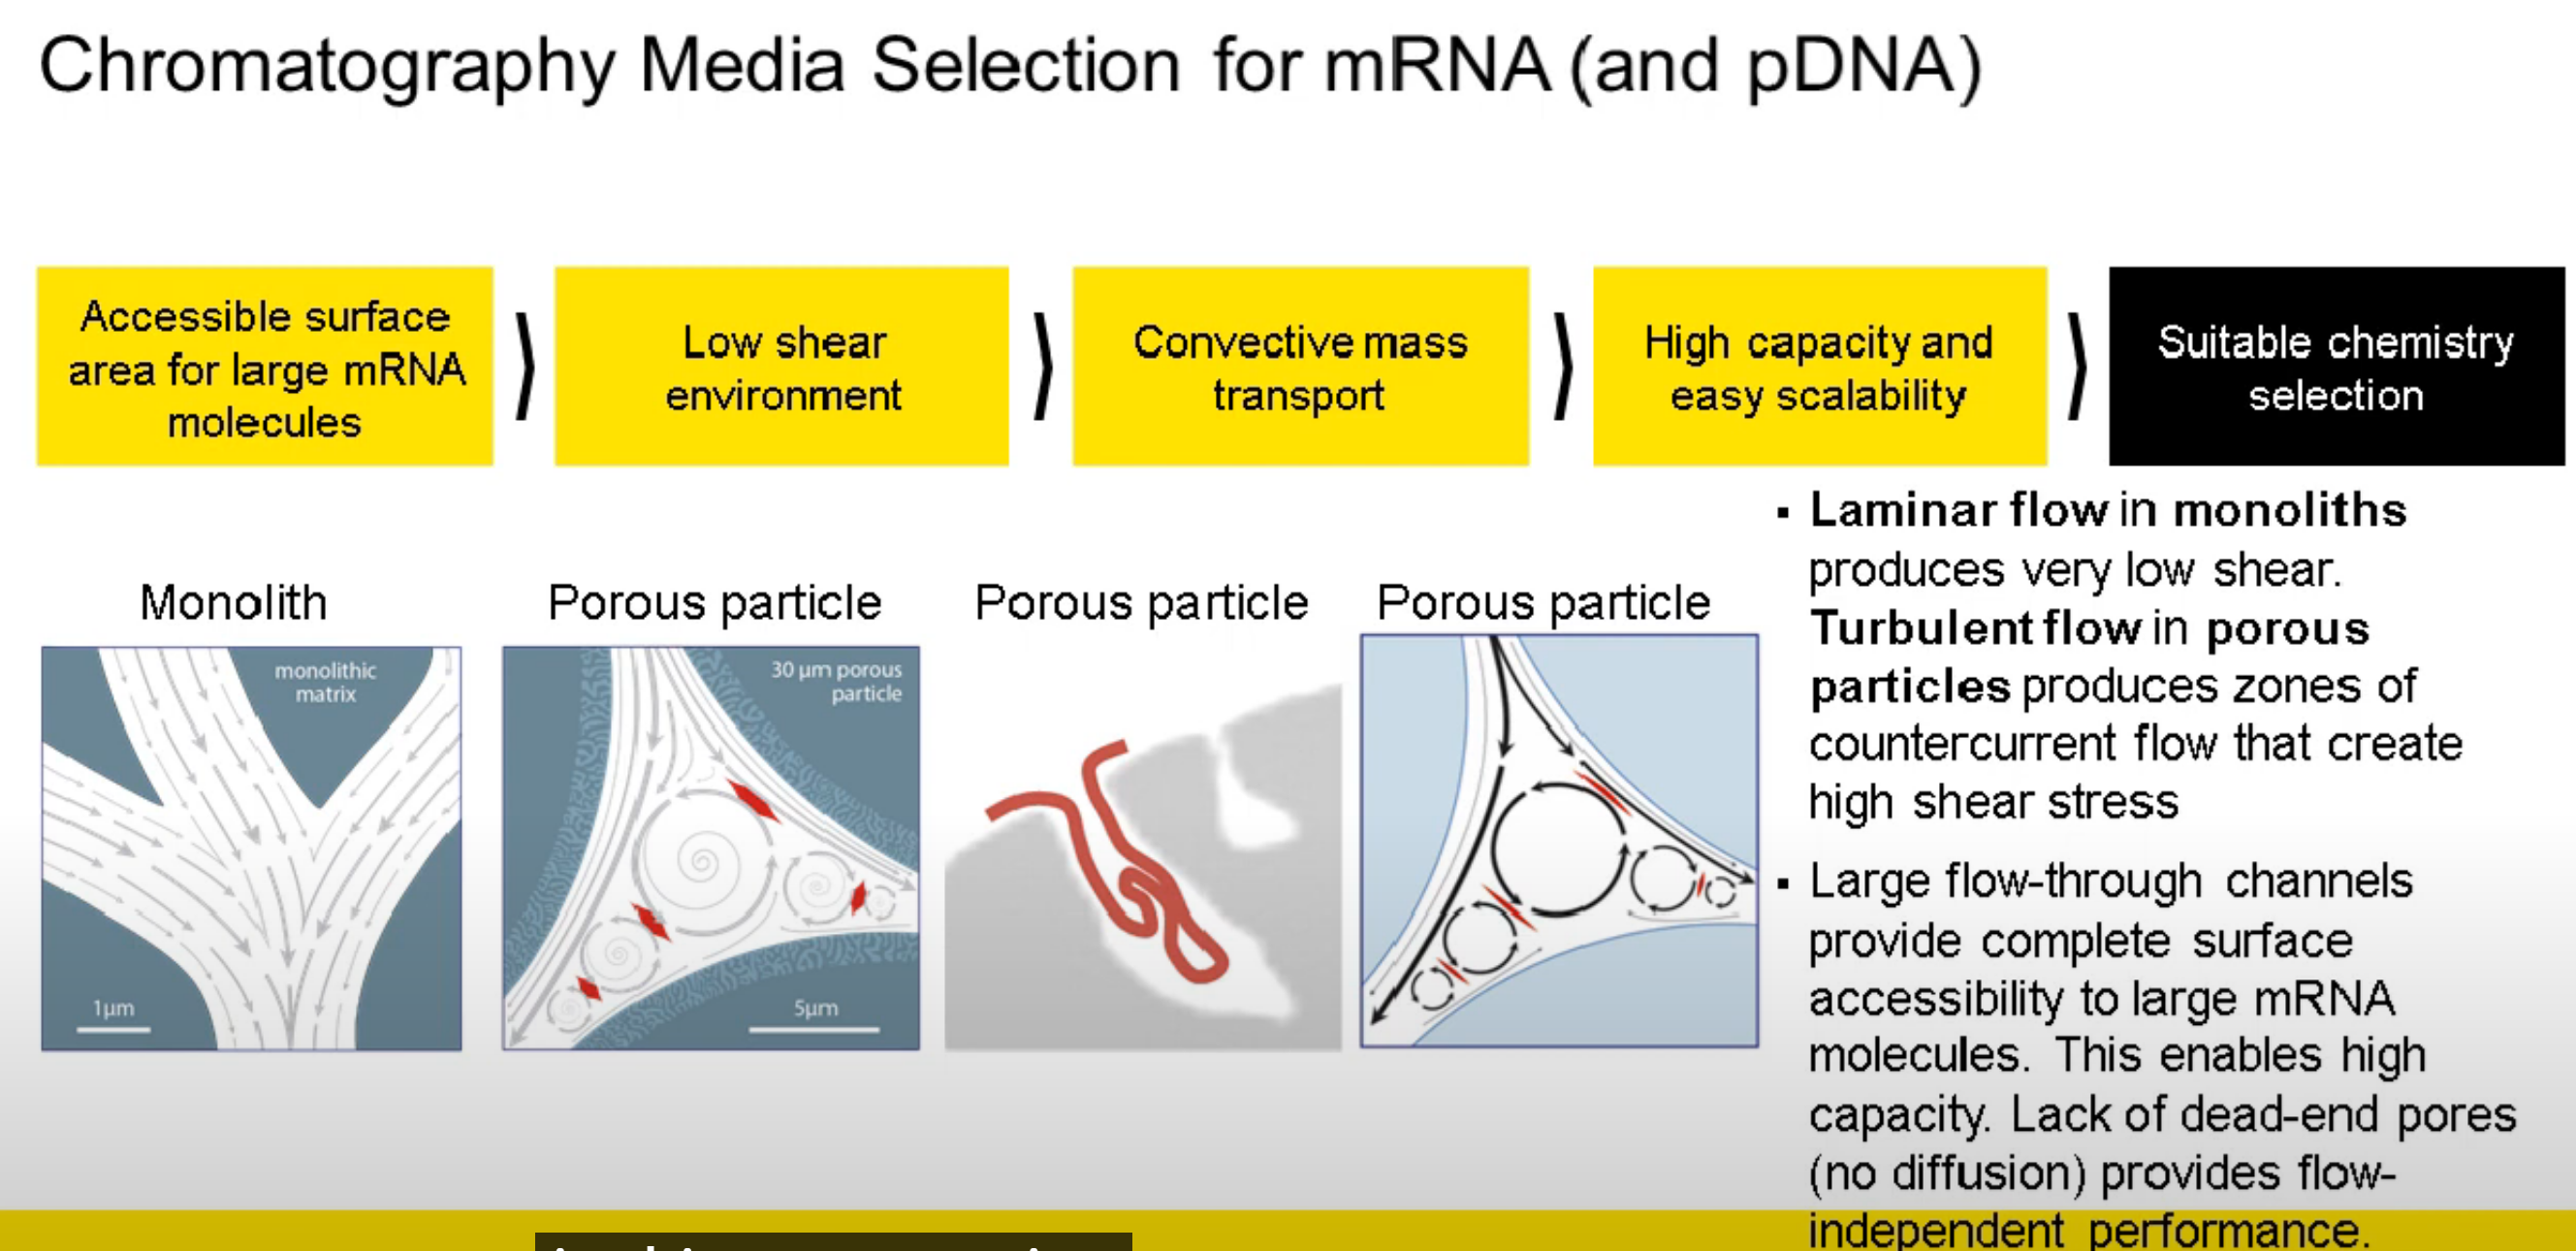 Chromatography Media Selection for mRNA (and pDNA)
Accessible surface
area for large mRNA
molecules
Low shear
environment
Convective mass
transport
High capacity and
easy scalability
Suitable chemistry
selection
Monolith
monolithic
matrix
1μm
Porous particle
30 μm porous
particle
5μm
Porous particle
Porous particle
▪ Laminar flow in monoliths
produces very low shear.
Turbulent flow in porous
particles produces zones of
countercurrent flow that create
high shear stress
▪ Large flow-through channels
provide complete surface
accessibility to large mRNA
molecules. This enables high
capacity. Lack of dead-end pores
(no diffusion) provides flow-
independent performance.